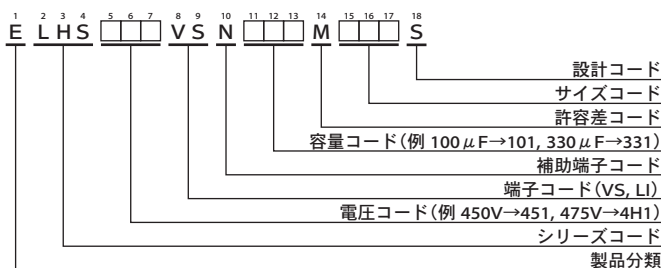 1 2 3 4 5 6 7 8 9 10 11 12 13 14 15 16 17 18
E L H S □□□ V S N □□□ M □□□ S
設計コード
サイズコード
許容差コード
容量コード(例 100μF→101, 330μF→331)
補助端子コード
端子コード(VS, LI)
電圧コード(例 450V→451, 475V→4H1)
シリーズコード
製品分類